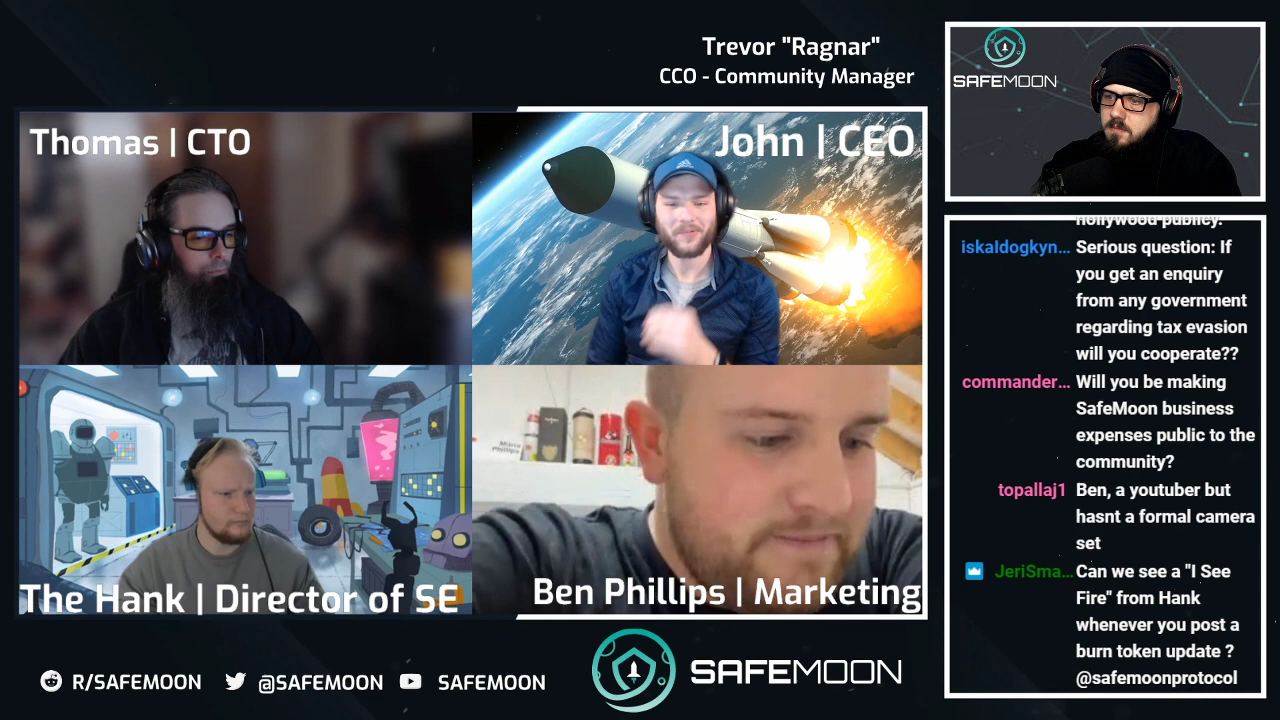 Trevor "Ragnar"
CCO - Community Manager
SAFEMOON
Thomas | CTO
John | CEO
The Hank | Director of SE
Ben Phillips | Marketing
hollywood-publicy.
iskaldogkyn... Serious question: If
you get an enquiry
from any government
regarding tax evasion
will you cooperate??
commander... Will you be making
SafeMoon business
expenses public to the
community?
topallaj1 Ben, a youtuber but
hasnt a formal camera
set
JeriSma... Can we see a "I See
Fire" from Hank
whenever you post a
burn token update ?
@safemoonprotocol
R/SAFEMOON @SAFEMOON SAFEMOON
SAFEMOON